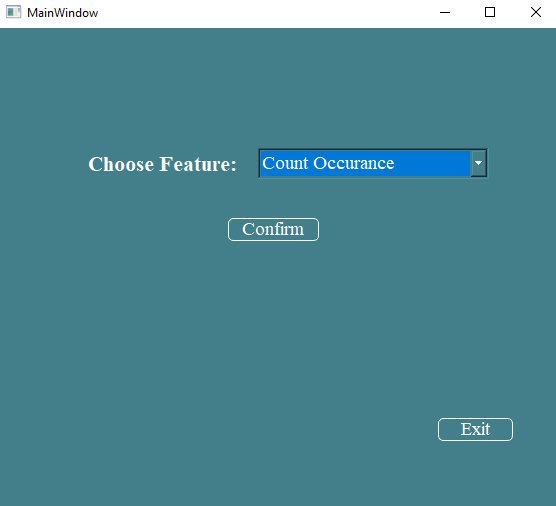 MainWindow
Choose Feature: Count Occurance
Confirm
Exit